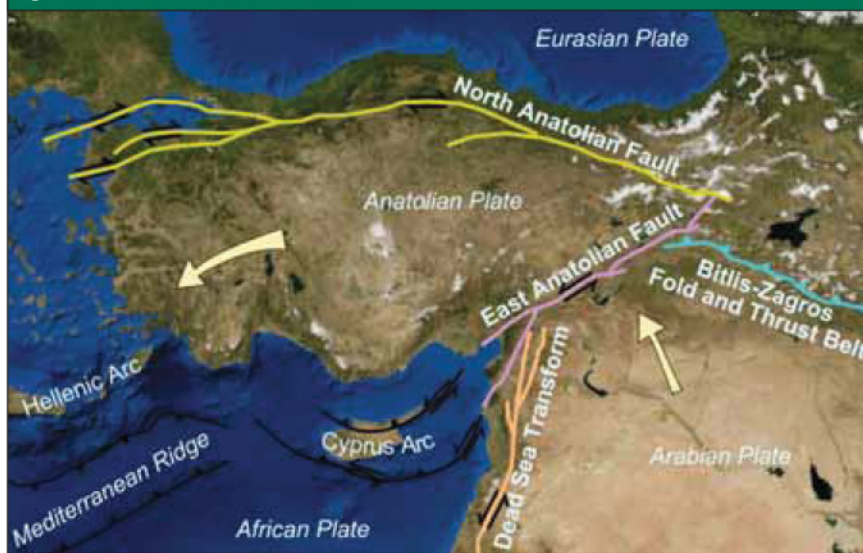 Eurasian Plate
North Anatolian Fault
Anatolian Plate
East Anatolian Fault
Bitlis-Zagros
Fold and Thrust Belt
Hellenic Arc
Cyprus Arc
Dead Sea Transform
Mediterranean Ridge
Arabian Plate
African Plate